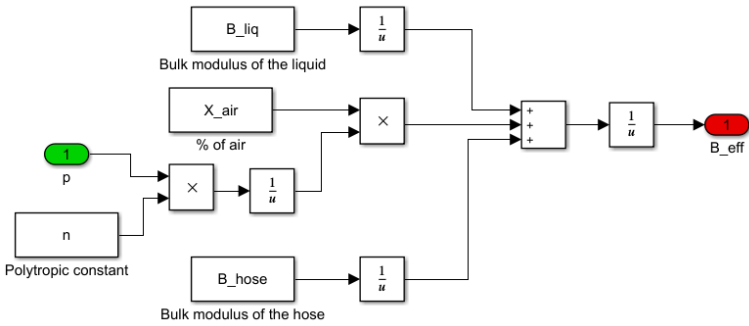 B_liq
1
u
Bulk modulus of the liquid
X_air
% of air
×
+
+
+
1
u
1
B_eff
1
p
×
1
u
n
Polytropic constant
B_hose
1
u
Bulk modulus of the hose